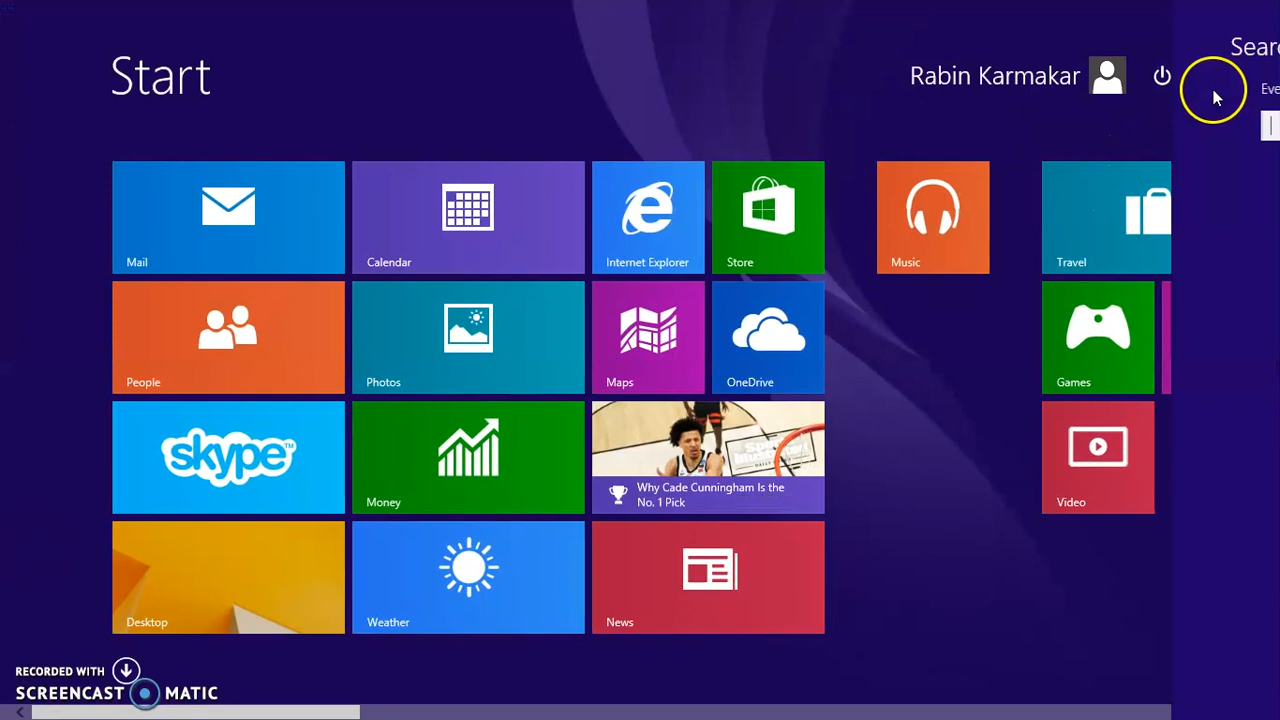 Start
Rabin Karmakar
Mail
Calendar
Internet Explorer
Store
Music
Travel
People
Photos
Maps
OneDrive
Games
skype™
Money
Why Cade Cunningham Is the
No. 1 Pick
Video
Desktop
Weather
News
RECORDED WITH
SCREENCAST MATIC